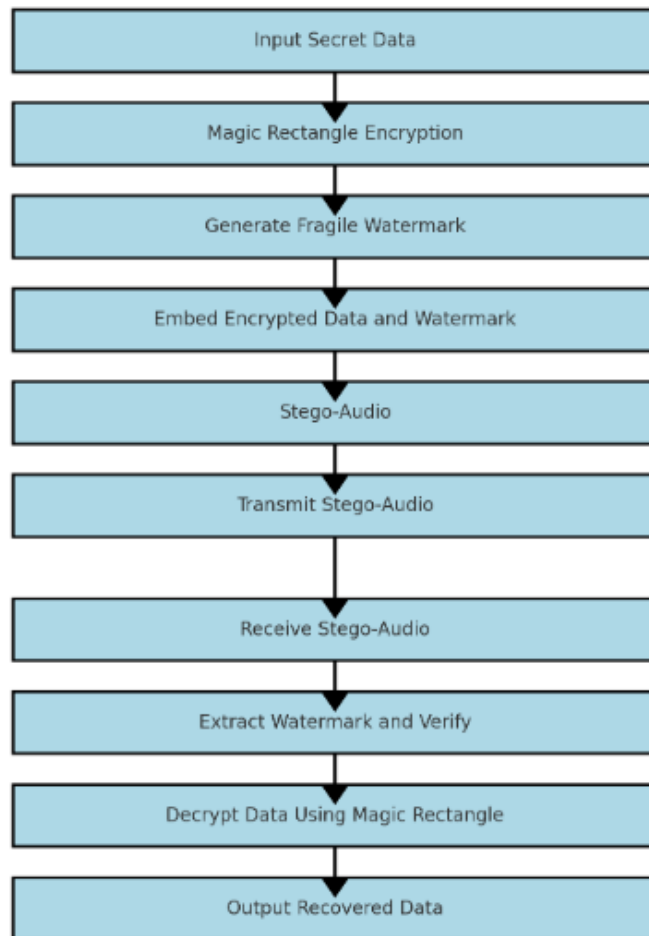 Input Secret Data
Magic Rectangle Encryption
Generate Fragile Watermark
Embed Encrypted Data and Watermark
Stego-Audio
Transmit Stego-Audio
Receive Stego-Audio
Extract Watermark and Verify
Decrypt Data Using Magic Rectangle
Output Recovered Data